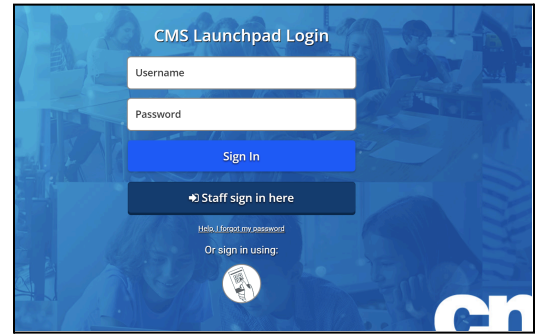 CMS Launchpad Login
Username
Password
Sign In
Staff sign in here
Help, I forgot my password
Or sign in using: